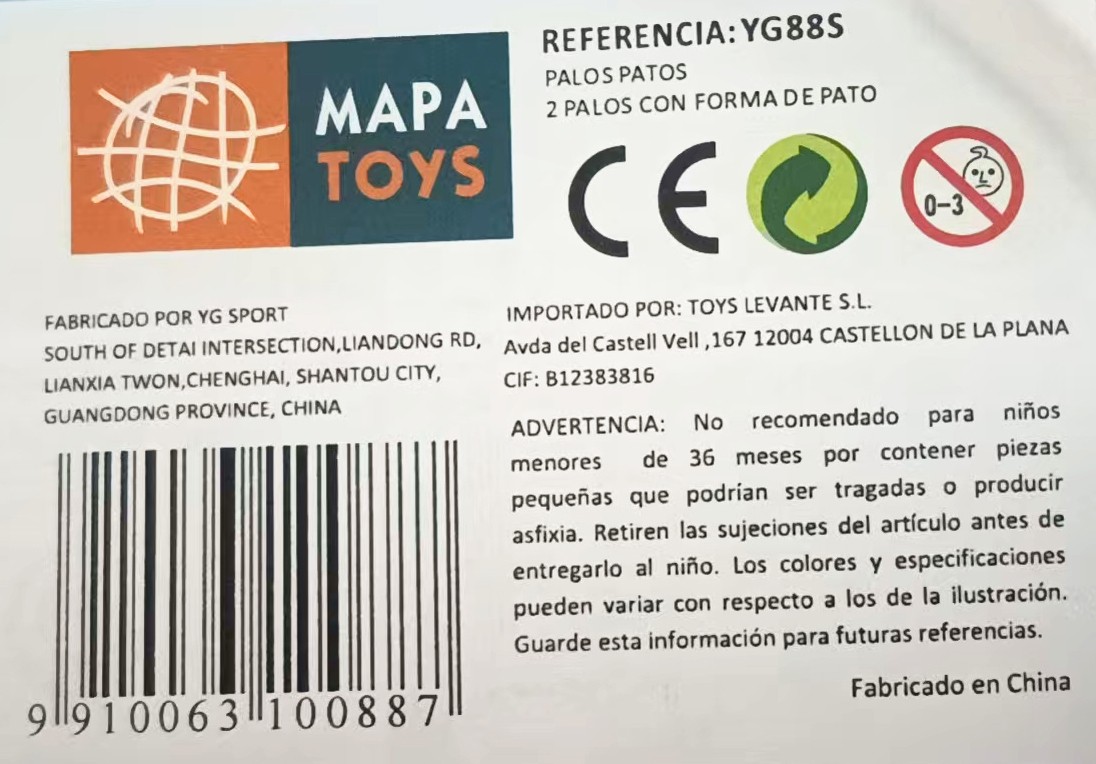 MAPA
TOYS
REFERENCIA: YG88S
PALOS PATOS
2 PALOS CON FORMA DE PATO
CE
0-3
FABRICADO POR YG SPORT
SOUTH OF DETAI INTERSECTION,LIANDONG RD,
LIANXIA TWON,CHENGHAI, SHANTOU CITY,
GUANGDONG PROVINCE, CHINA
9 910063 100887
IMPORTADO POR: TOYS LEVANTE S.L.
Avda del Castell Vell ,167 12004 CASTELLON DE LA PLANA
CIF: B12383816
ADVERTENCIA: No recomendado para niños
menores de 36 meses por contener piezas
pequeñas que podrían ser tragadas o producir
asfixia. Retiren las sujeciones del artículo antes de
entregarlo al niño. Los colores y especificaciones
pueden variar con respecto a los de la ilustración.
Guarde esta información para futuras referencias.
Fabricado en China